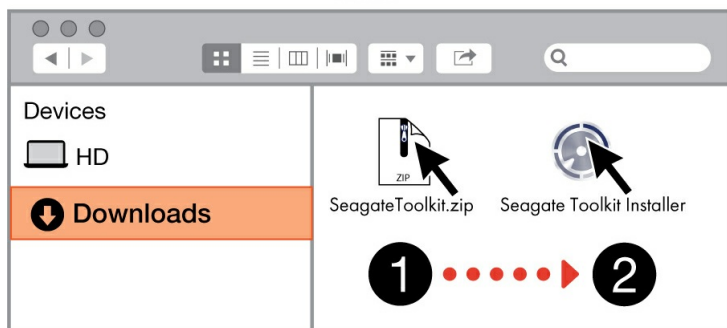 Devices
HD
Downloads
ZIP
SeagateToolkit.zip
Seagate Toolkit Installer
1
2